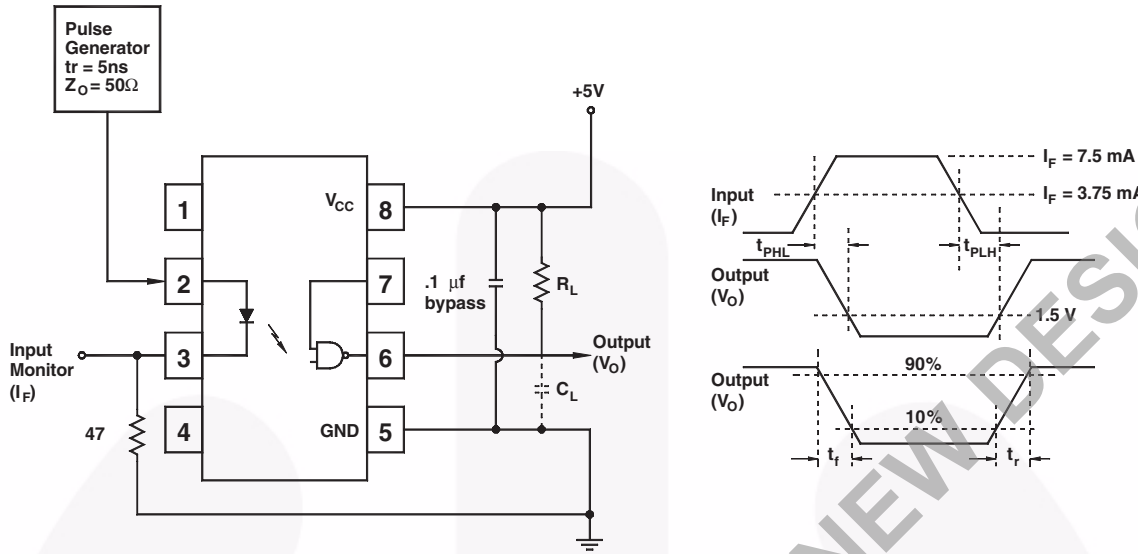 Pulse
Generator
tr = 5ns
ZO = 50Ω
+5V
1
VCC
8
2
7
.1 µf
bypass
RL
Input
Monitor
(IF)
3
6
Output
(VO)
CL
47
4
GND
5
IF = 7.5 mA
Input
(IF)
IF = 3.75 mA
tPHL
tPLH
Output
(VO)
1.5 V
90%
Output
(VO)
10%
tf
tr
NEW DESIG